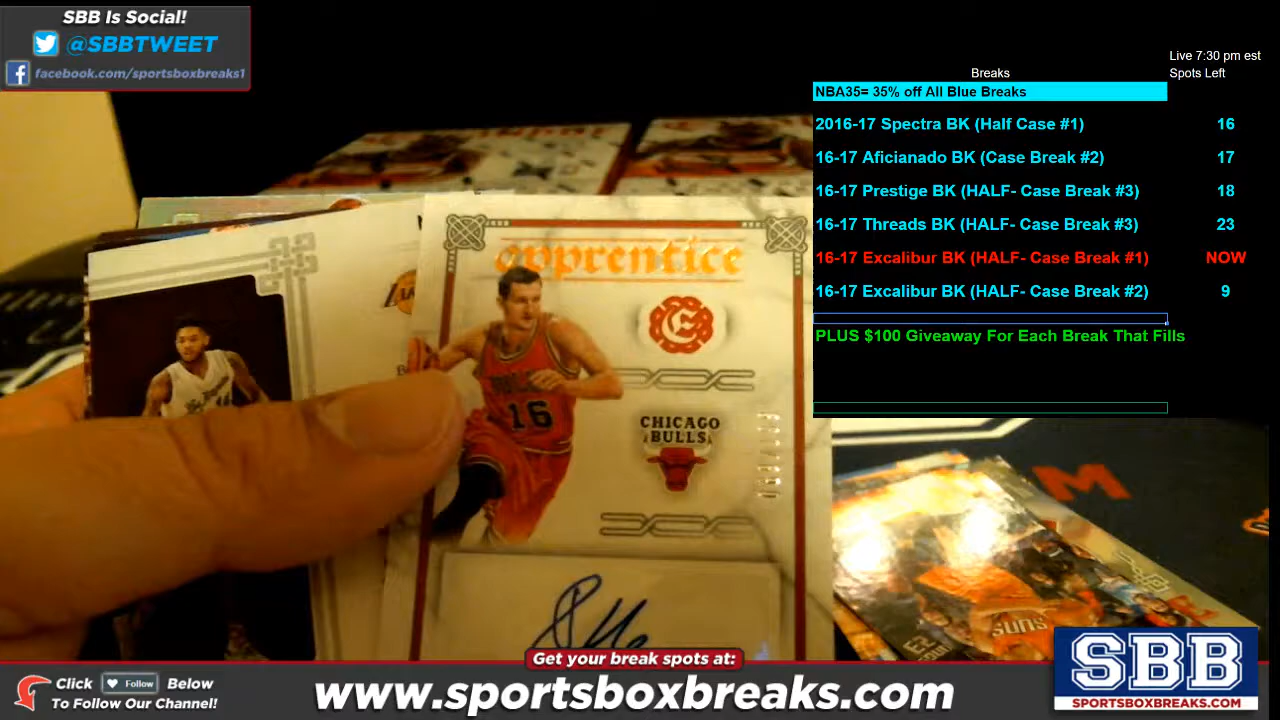 SBB Is Social!
@SBBTWEET
facebook.com/sportsboxbreaks1
Live 7:30 pm est
Breaks Spots Left
NBA35= 35% off All Blue Breaks
2016-17 Spectra BK (Half Case #1) 16
16-17 Aficianado BK (Case Break #2) 17
16-17 Prestige BK (HALF- Case Break #3) 18
16-17 Threads BK (HALF- Case Break #3) 23
16-17 Excalibur BK (HALF- Case Break #1) NOW
16-17 Excalibur BK (HALF- Case Break #2) 9
PLUS $100 Giveaway For Each Break That Fills
apprentice
E
BULLS
16
CHICAGO
BULLS
SUNS
M
Get your break spots at:
www.sportsboxbreaks.com
Click Follow Below
To Follow Our Channel!
SBB
SPORTSBOXBREAKS.COM